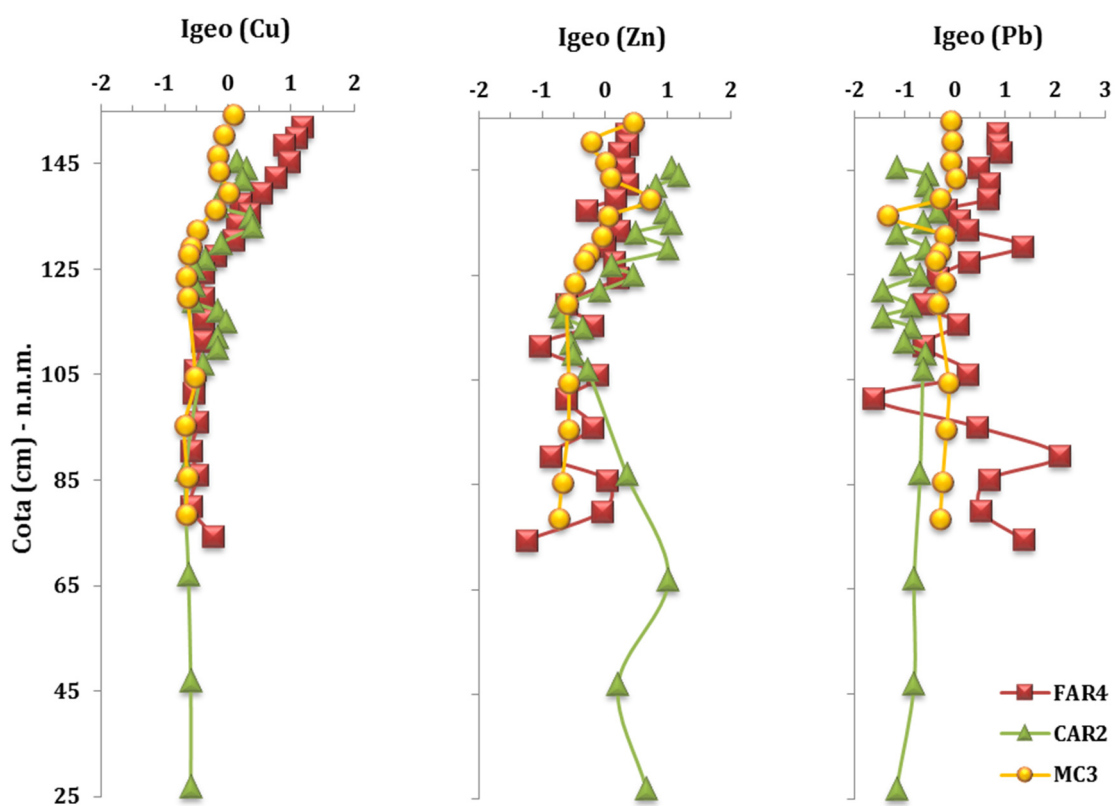 Igeo (Cu)
Igeo (Zn)
Igeo (Pb)
-2 -1 0 1 2
-2 -1 0 1 2
-2 -1 0 1 2 3
145
125
105
85
65
45
25
Cota (cm) - n.n.m.
FAR4
CAR2
MC3